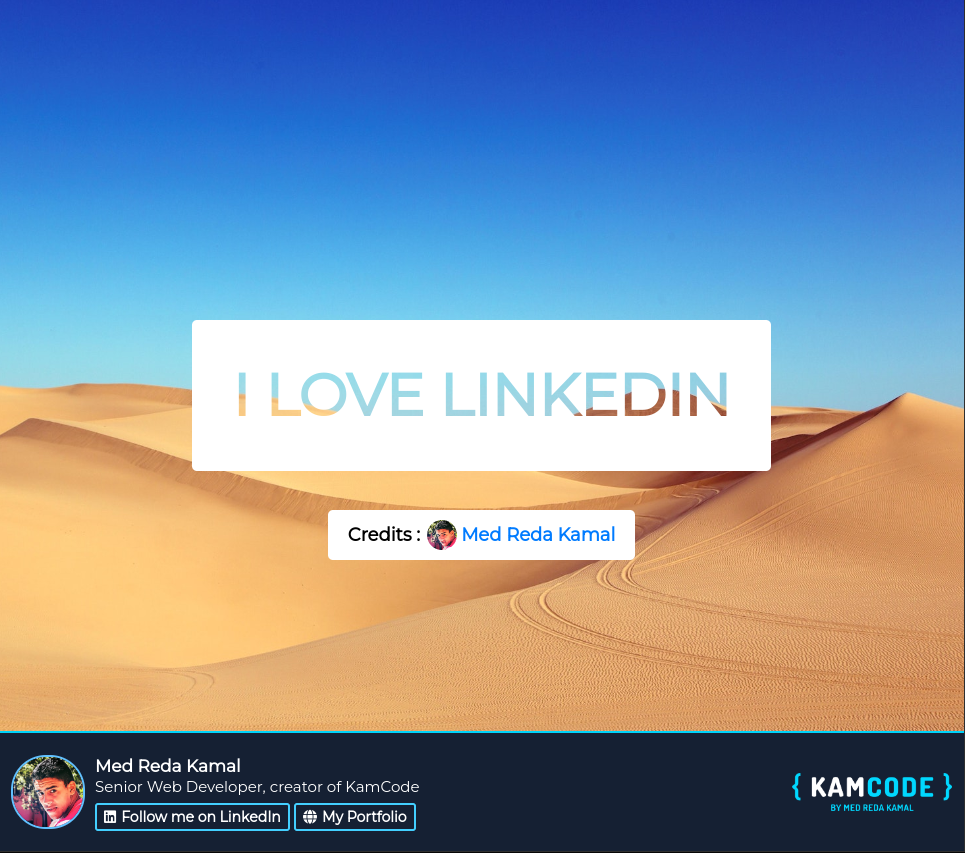 I LOVE LINKEDIN
Credits : Med Reda Kamal
Med Reda Kamal
Senior Web Developer, creator of KamCode
Follow me on LinkedIn My Portfolio
{ KAMCODE }
BY MED REDA KAMAL